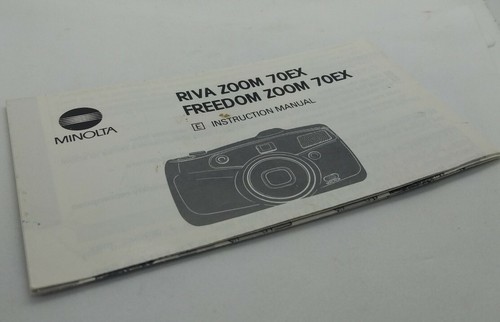 RIVA ZOOM 70EX
FREEDOM ZOOM 70EX
E INSTRUCTION MANUAL
MINOLTA